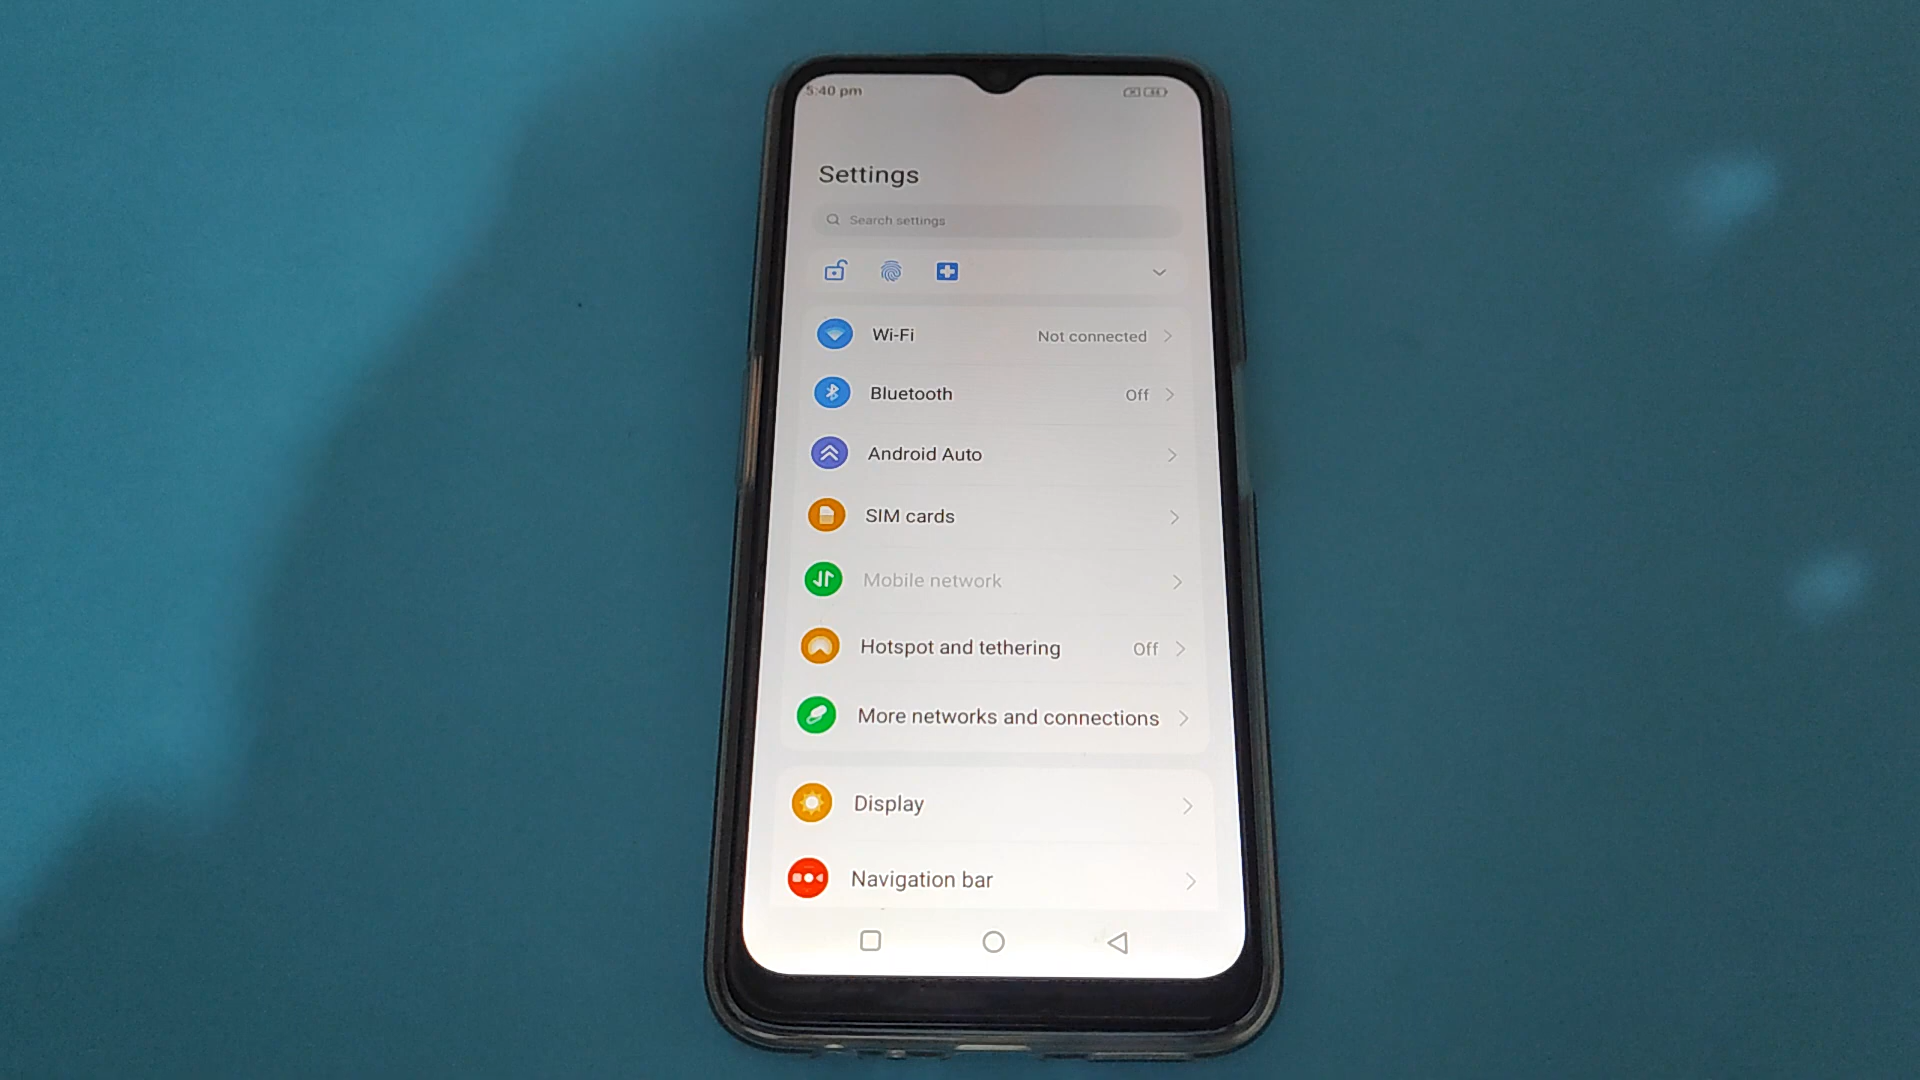 5:40 pm
Settings
Search settings
Wi-Fi Not connected
Bluetooth Off
Android Auto
SIM cards
Mobile network
Hotspot and tethering Off
More networks and connections
Display
Navigation bar